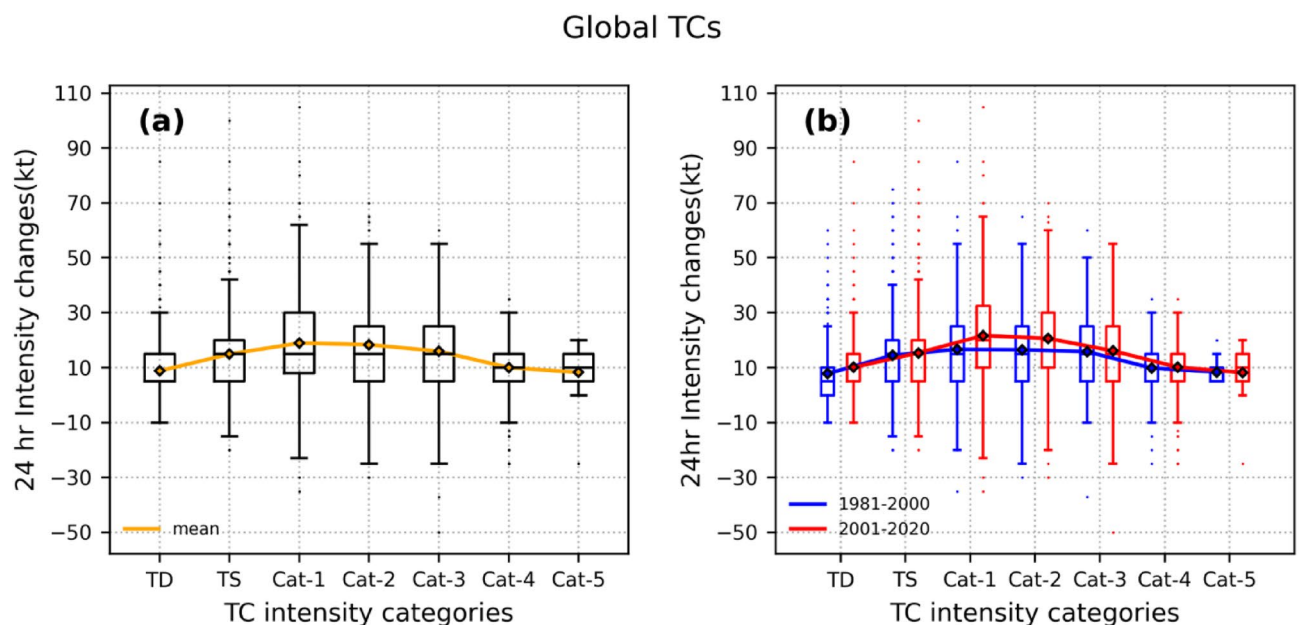 Global TCs
(a)
24 hr Intensity changes(kt)
110
90
70
50
30
10
−10
−30
−50
mean
TD TS Cat-1 Cat-2 Cat-3 Cat-4 Cat-5
TC intensity categories
(b)
24hr Intensity changes(kt)
110
90
70
50
30
10
−10
−30
−50
1981-2000
2001-2020
TD TS Cat-1 Cat-2 Cat-3 Cat-4 Cat-5
TC intensity categories